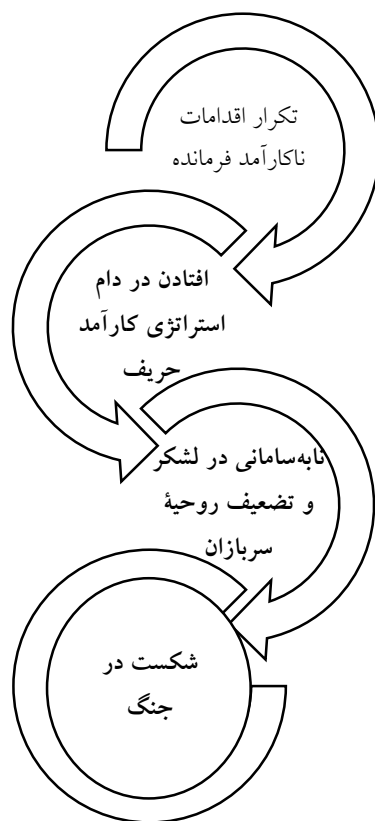 تکرار اقدامات
ناکارآمد فرمانده
افتادن در دام
استراتژی کارآمد
حریف
نابه‌سامانی در لشکر
و تضعیف روحیۀ
سربازان
شکست در
جنگ